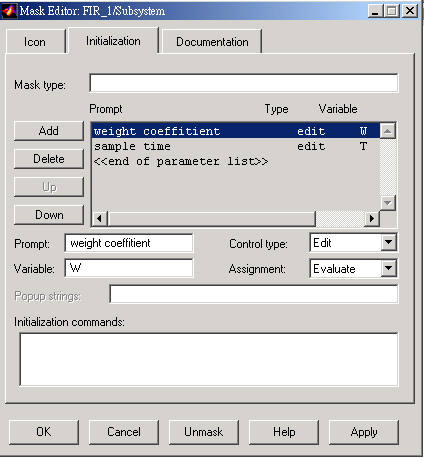 Mask Editor: FIR_1/Subsystem
Icon Initialization Documentation
Mask type:
Prompt Type Variable
Add
weight coeffitient edit W
sample time edit T
Delete
<<end of parameter list>>
Up
Down
Prompt: weight coeffitient Control type: Edit
Variable: W Assignment: Evaluate
Popup strings:
Initialization commands:
OK Cancel Unmask Help Apply